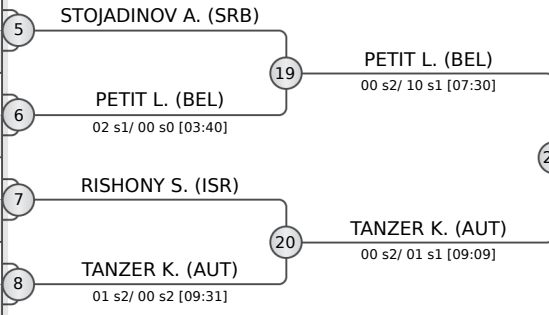 STOJADINOV A. (SRB)
5
19
PETIT L. (BEL)
00 s2/ 10 s1 [07:30]
PETIT L. (BEL)
6
02 s1/ 00 s0 [03:40]
2
RISHONY S. (ISR)
7
20
TANZER K. (AUT)
00 s2/ 01 s1 [09:09]
TANZER K. (AUT)
8
01 s2/ 00 s2 [09:31]